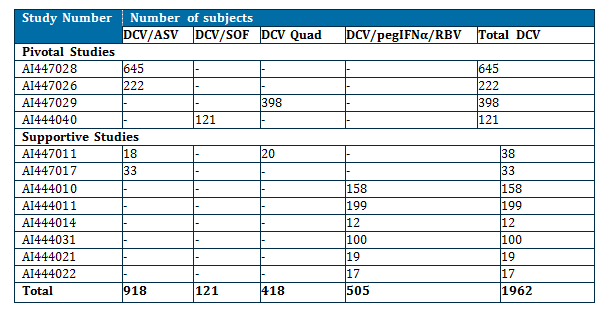 Study Number Number of subjects
DCV/ASV DCV/SOF DCV Quad DCV/pegIFNα/RBV Total DCV
Pivotal Studies
AI447028 645 - - - 645
AI447026 222 - - - 222
AI447029 - - 398 - 398
AI444040 - 121 - - 121
Supportive Studies
AI447011 18 - 20 - 38
AI447017 33 - - - 33
AI444010 - - - 158 158
AI444011 - - - 199 199
AI444014 - - - 12 12
AI444031 - - - 100 100
AI444021 - - - 19 19
AI444022 - - - 17 17
Total 918 121 418 505 1962